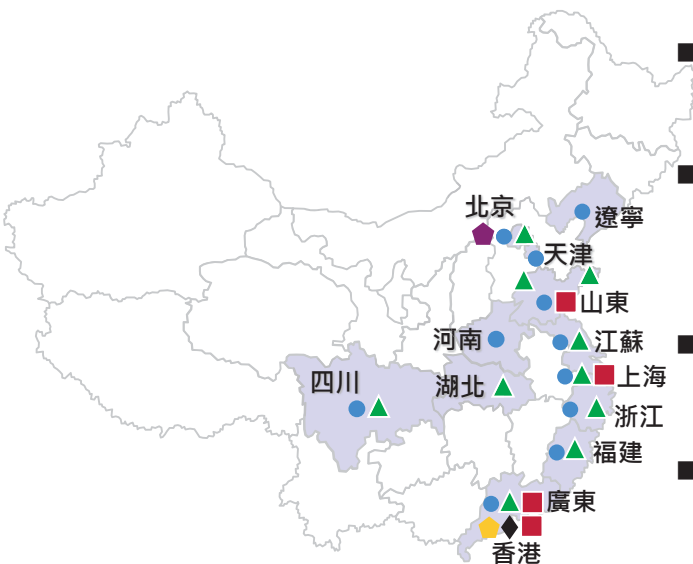 北京
遼寧
天津
山東
河南
江蘇
四川
湖北
上海
浙江
福建
廣東
香港